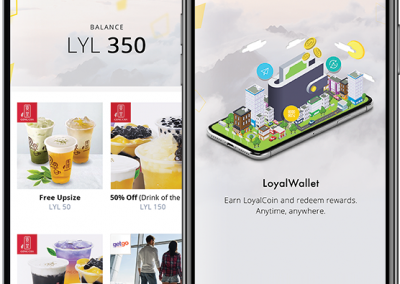 BALANCE
LYL 350
Free Upsize
LYL 50
50% Off (Drink of the
LYL 150
getgo
LoyalWallet
Earn LoyalCoin and redeem rewards.
Anytime, anywhere.